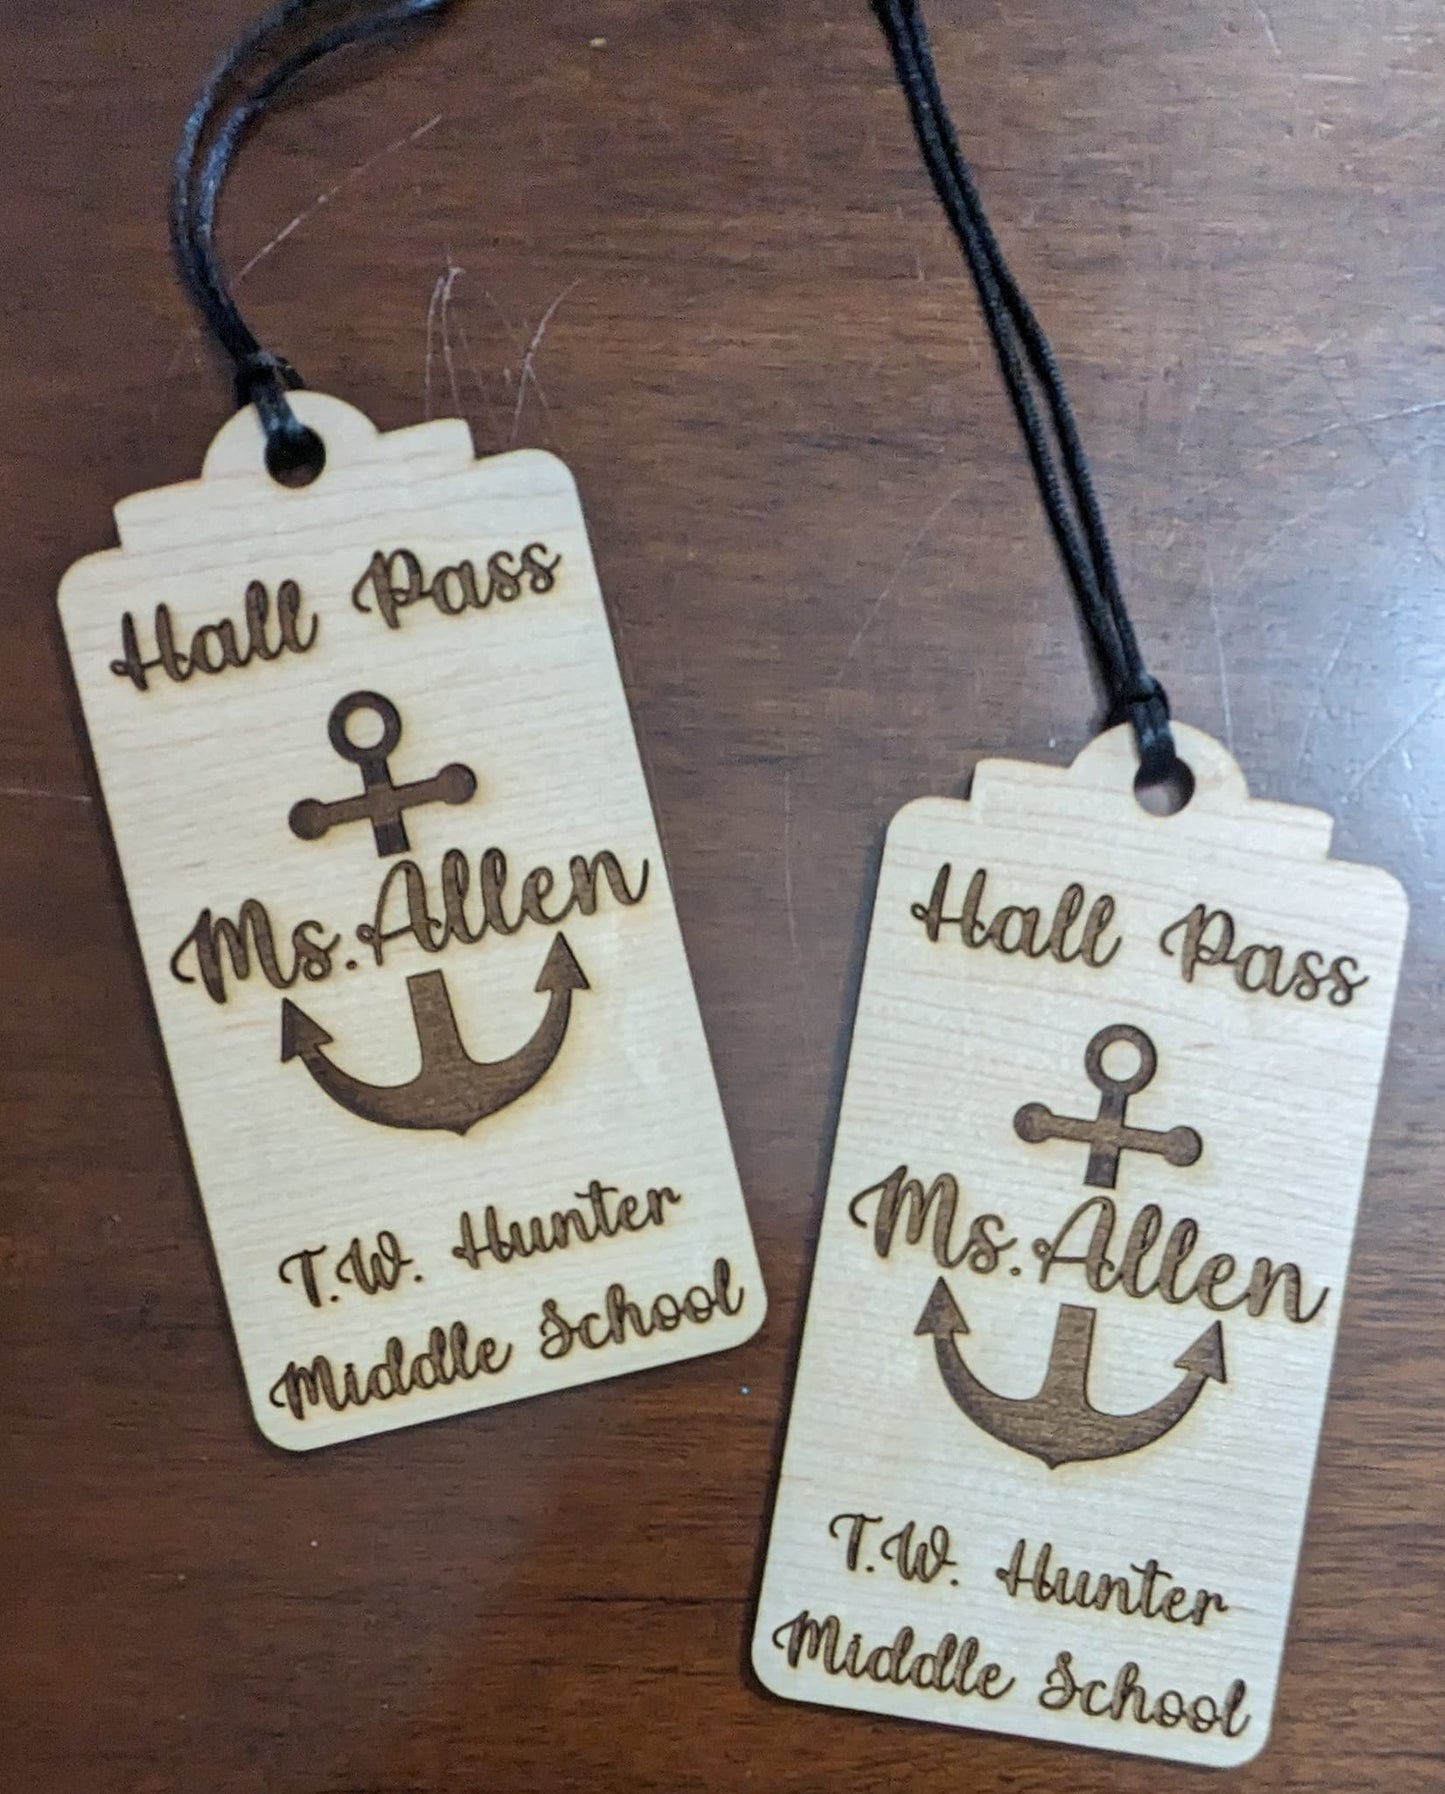 Hall Pass
Ms. Allen
T.W. Hunter
Middle School
Hall Pass
Ms. Allen
T.W. Hunter
Middle School